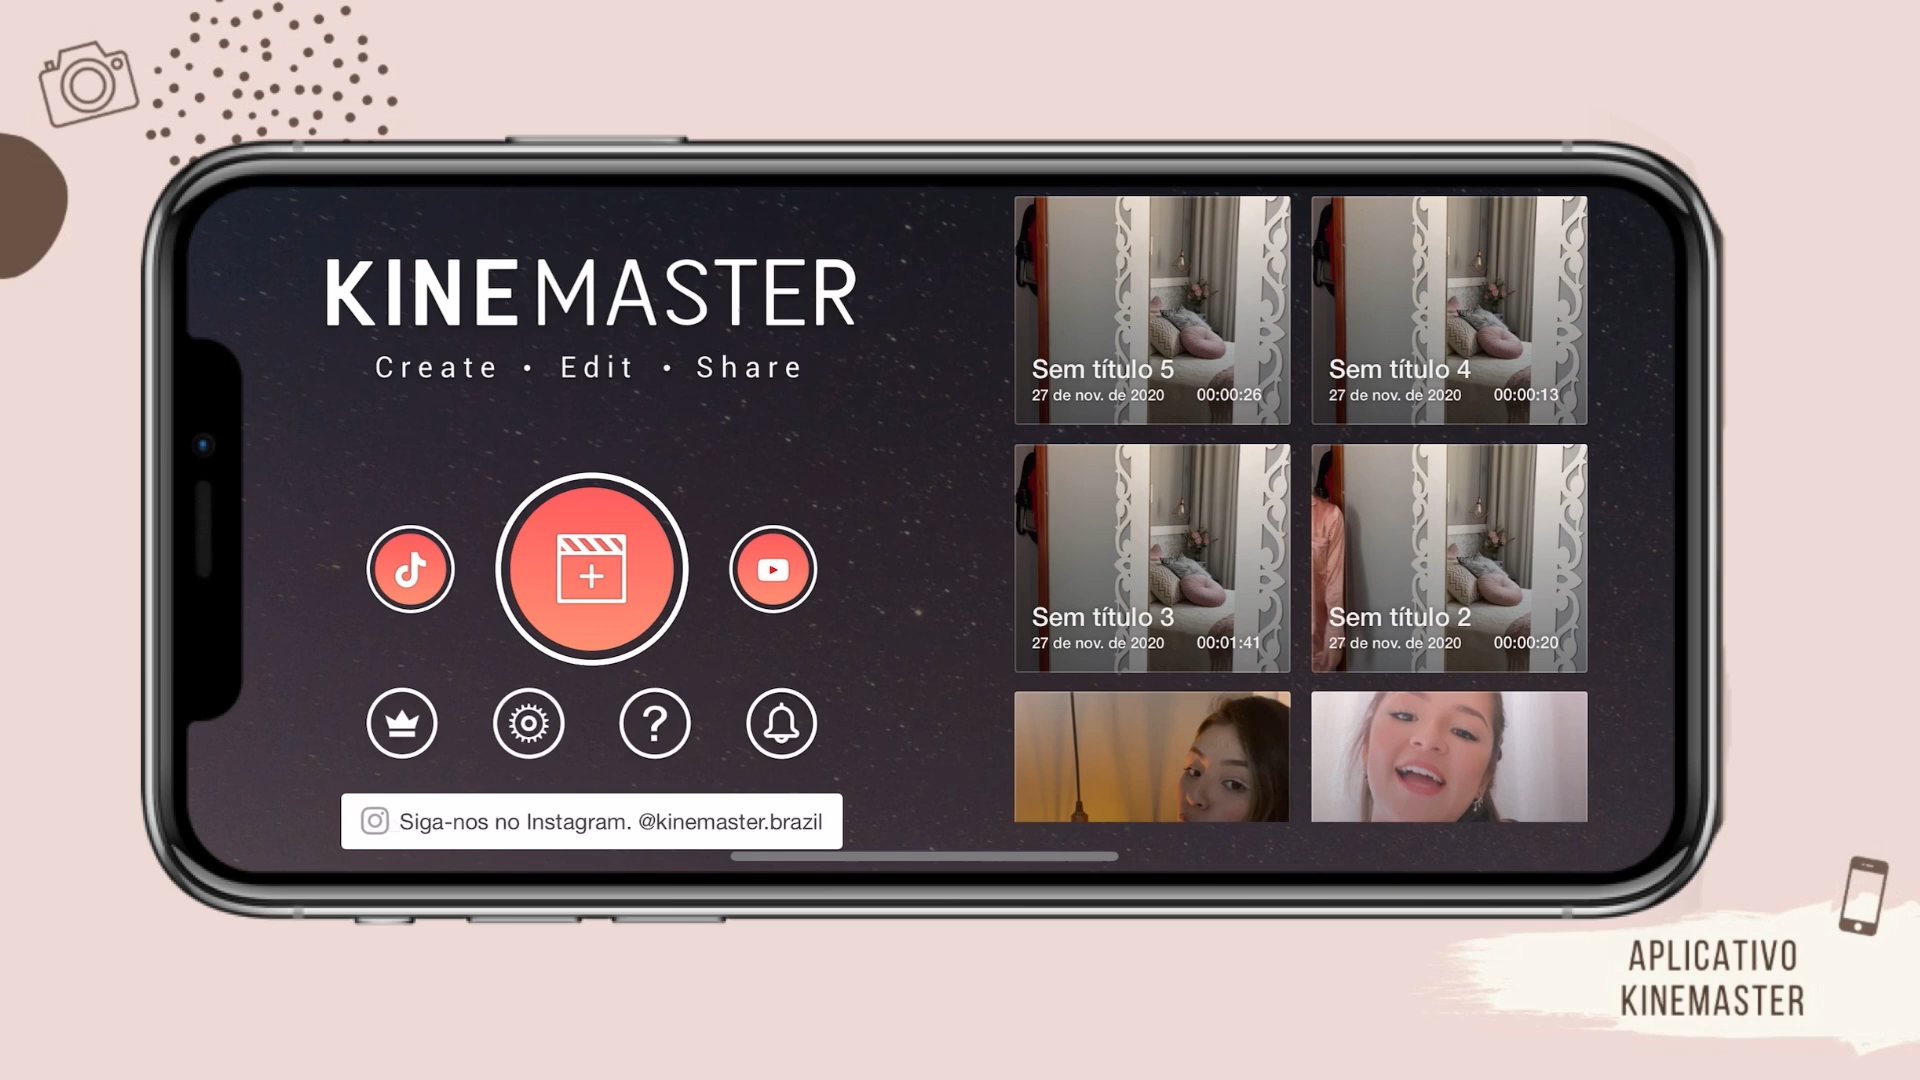 KINEMASTER
Create • Edit • Share
Siga-nos no Instagram. @kinemaster.brazil
Sem título 5
27 de nov. de 2020 00:00:26
Sem título 4
27 de nov. de 2020 00:00:13
Sem título 3
27 de nov. de 2020 00:01:41
Sem título 2
27 de nov. de 2020 00:00:20
APLICATIVO
KINEMASTER